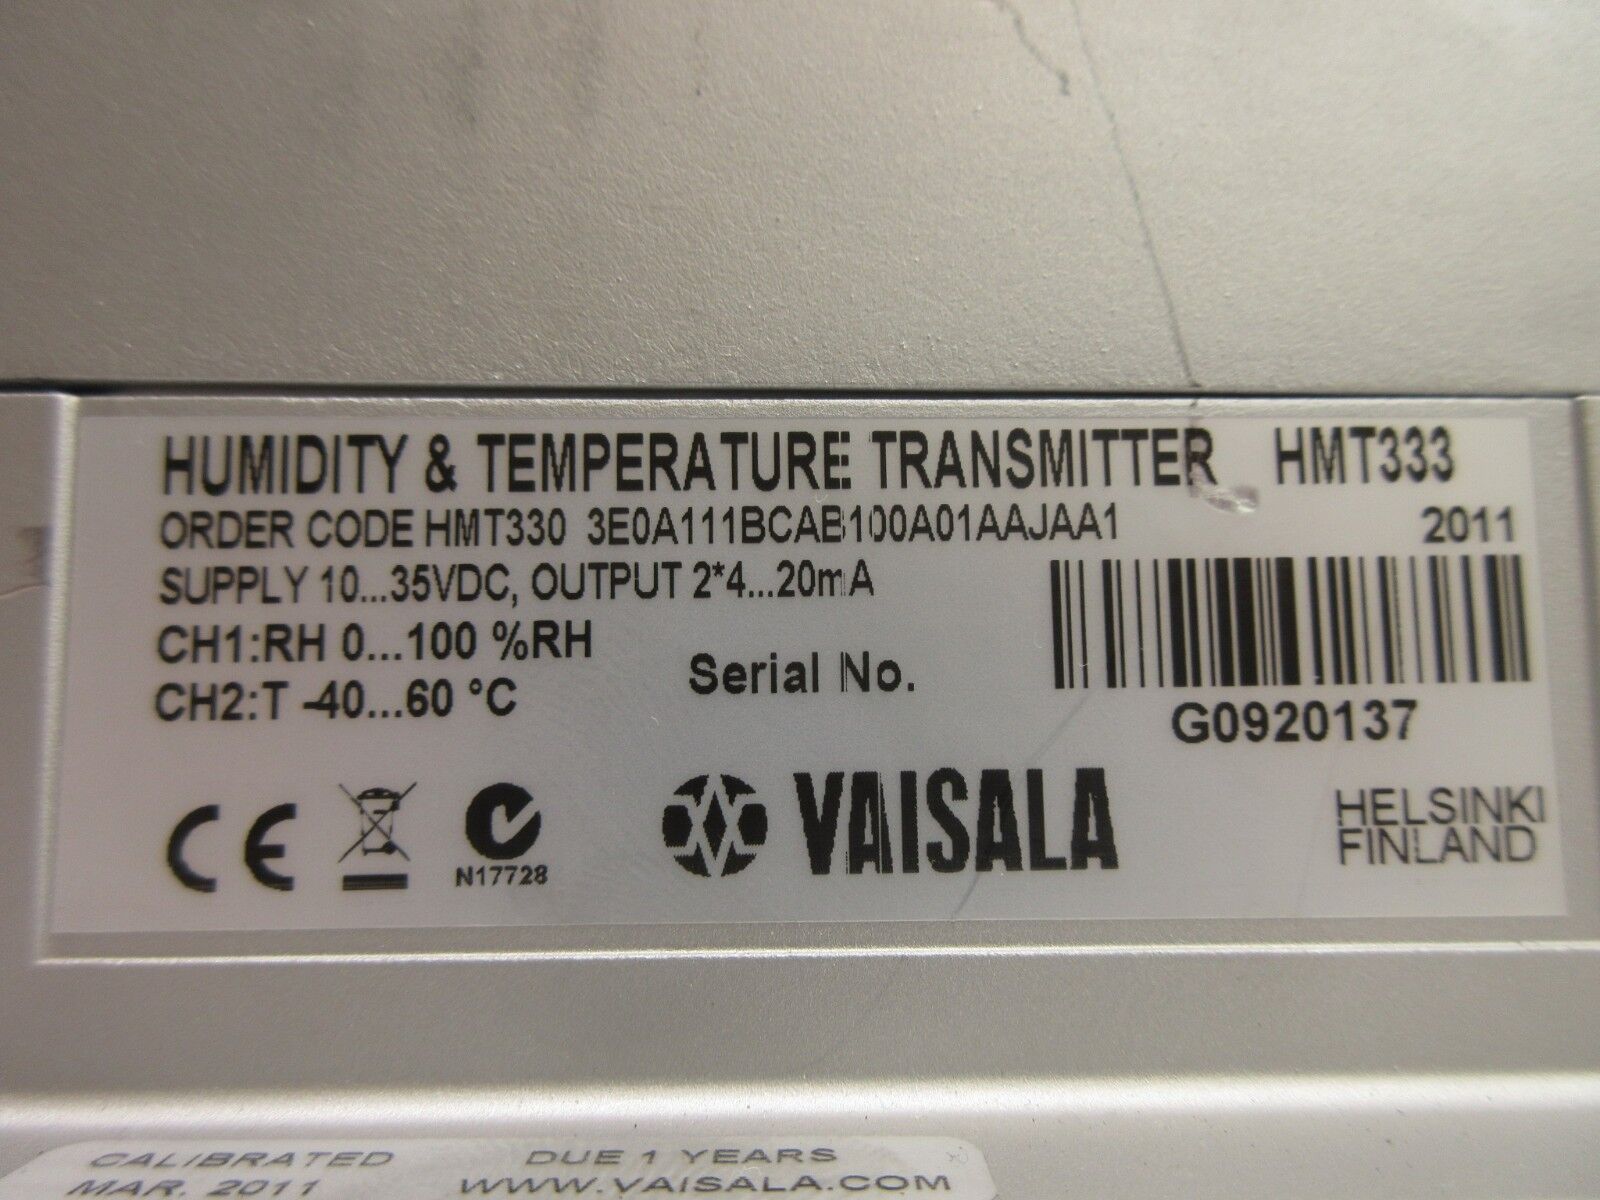 HUMIDITY & TEMPERATURE TRANSMITTER HMT333
ORDER CODE HMT330 3E0A111BCAB100A01AAJAA1 2011
SUPPLY 10...35VDC, OUTPUT 2*4...20mA
CH1:RH 0...100 %RH
CH2:T -40...60 °C
Serial No.
G0920137
CE
N17728
VAISALA
HELSINKI
FINLAND
CALIBRATED DUE 1 YEARS
MAR. 2011 WWW.VAISALA.COM